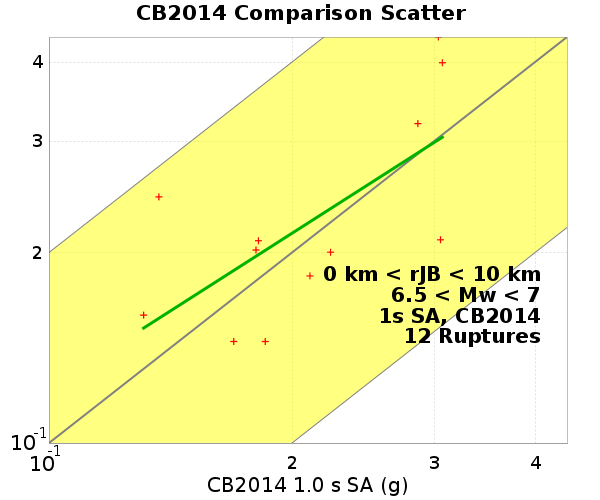 CB2014 Comparison Scatter
4
3
2
0 km < rJB < 10 km
6.5 < Mw < 7
1s SA, CB2014
12 Ruptures
10-1
10-1 2 3 4
CB2014 1.0 s SA (g)